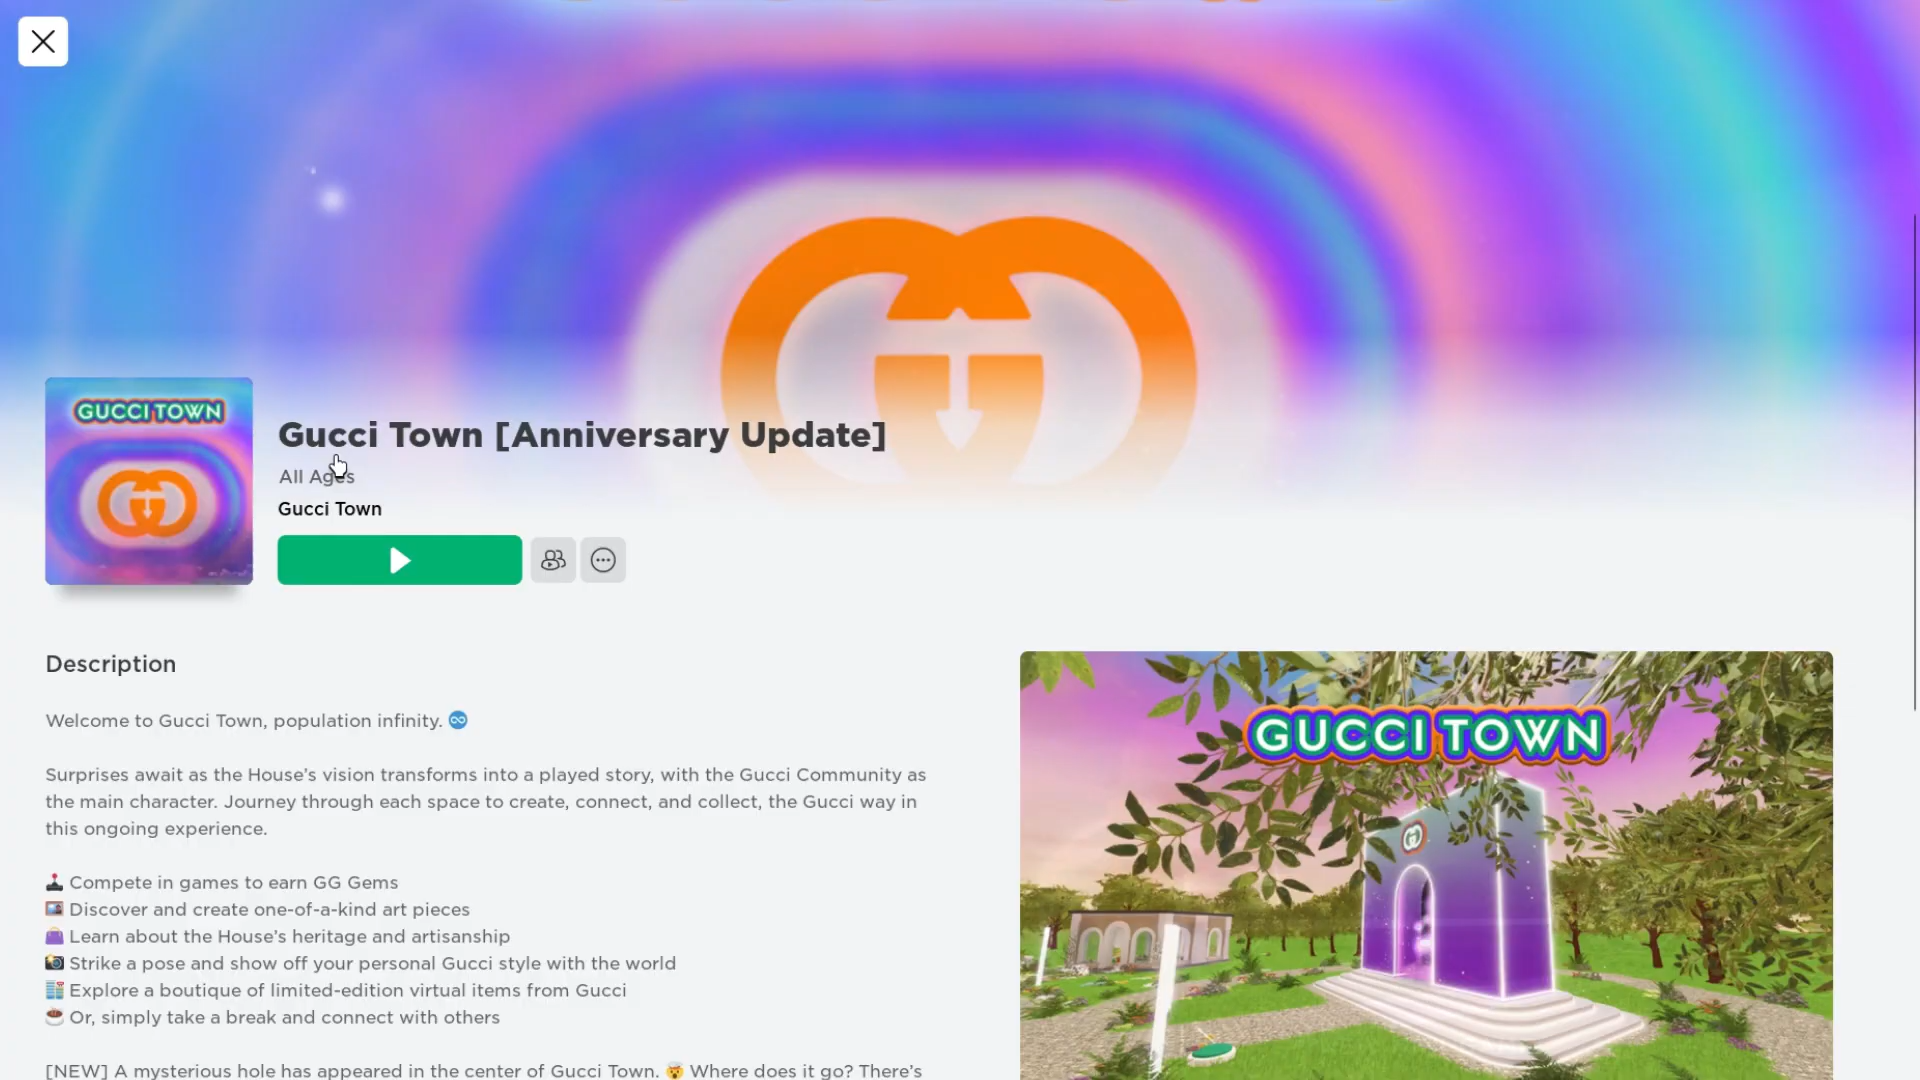 GUCCI TOWN
Gucci Town [Anniversary Update]
All Ages
Gucci Town
Description
Welcome to Gucci Town, population infinity. ♾️
Surprises await as the House’s vision transforms into a played story, with the Gucci Community as
the main character. Journey through each space to create, connect, and collect, the Gucci way in
this ongoing experience.
🕹️ Compete in games to earn GG Gems
🖼️ Discover and create one-of-a-kind art pieces
👜 Learn about the House’s heritage and artisanship
📸 Strike a pose and show off your personal Gucci style with the world
🏬 Explore a boutique of limited-edition virtual items from Gucci
☕ Or, simply take a break and connect with others
[NEW] A mysterious hole has appeared in the center of Gucci Town. 🤯 Where does it go? There’s
GUCCI TOWN